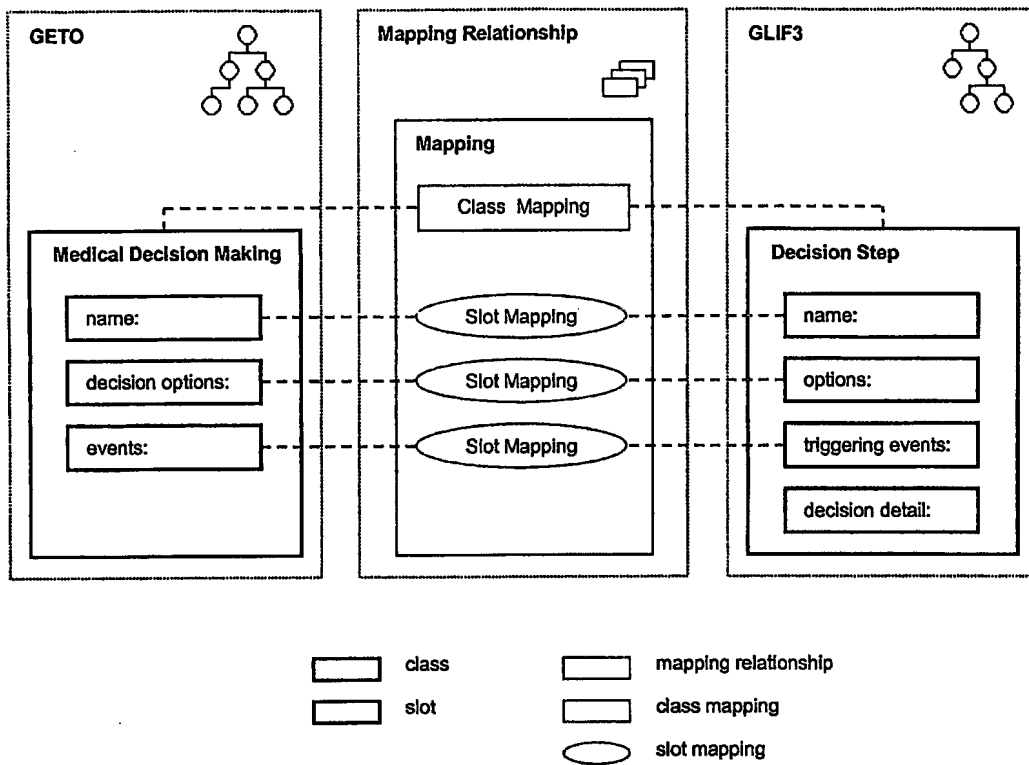 GETO
Mapping Relationship
GLIF3
Mapping
Class Mapping
Medical Decision Making
name:
decision options:
events:
Slot Mapping
Slot Mapping
Slot Mapping
Decision Step
name:
options:
triggering events:
decision detail:
class
slot
mapping relationship
class mapping
slot mapping